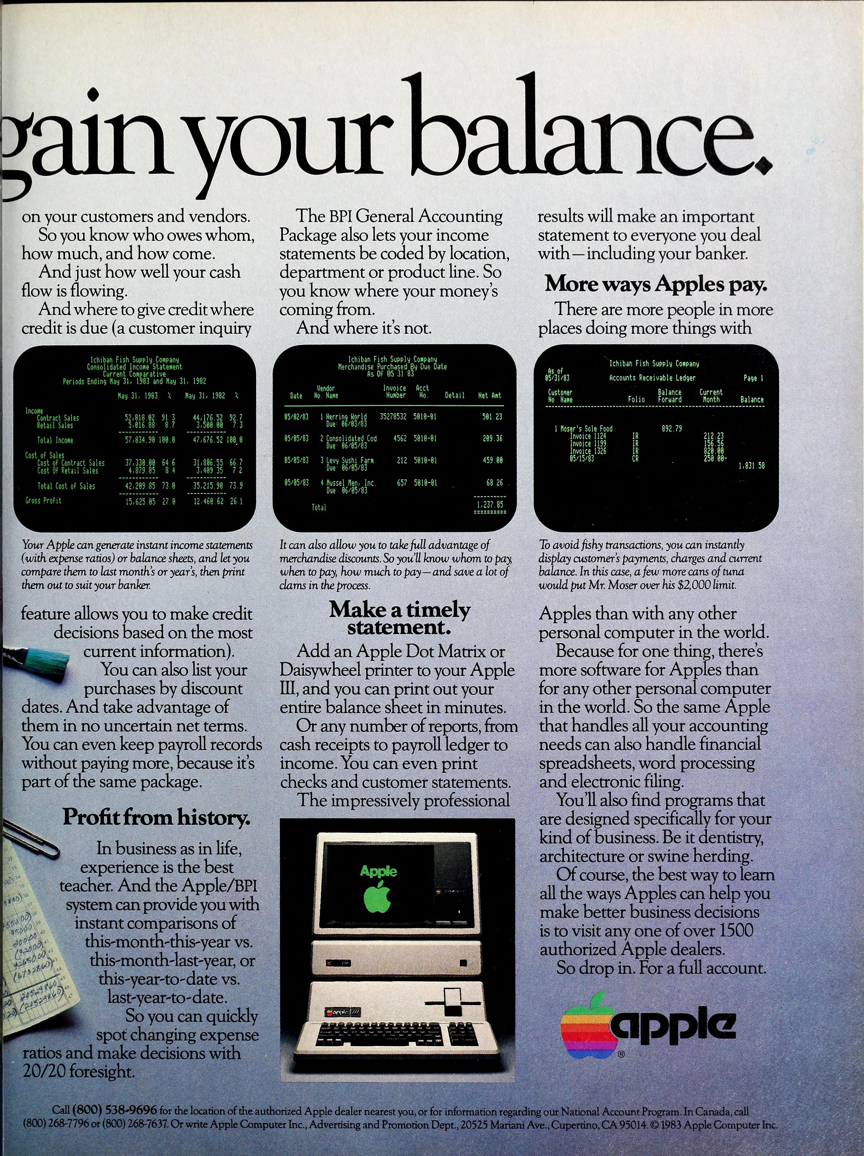 gain your balance.
on your customers and vendors.
So you know who owes whom,
how much, and how come.
And just how well your cash
flow is flowing.
And where to give credit where
credit is due (a customer inquiry
Ichiban Fish Supply Company
Consolidated Income Statement
Current Comparative
Periods Ending May 31, 1983 and May 31, 1982
May 31, 1983 % May 31, 1982 %
Income
Contract Sales 52,818.02 91.3 44,176.52 92.7
Retail Sales 5,016.88 8.7 3,500.00 7.3
Total Income 57,834.90 100.0 47,676.52 100.0
Cost of Sales
Cost of Contract Sales 37,330.00 64.6 31,806.55 66.7
Cost Of Retail Sales 4,879.85 8.4 3,409.35 7.2
Total Cost of Sales 42,209.85 73.0 35,215.90 73.9
Gross Profit 15,625.05 27.0 12,460.62 26.1
Your Apple can generate instant income statements
(with expense ratios) or balance sheets, and let you
compare them to last month's or year's, then print
them out to suit your banker.
feature allows you to make credit
decisions based on the most
current information).
You can also list your
purchases by discount
dates. And take advantage of
them in no uncertain net terms.
You can even keep payroll records
without paying more, because it's
part of the same package.
Profit from history.
In business as in life,
experience is the best
teacher. And the Apple/BPI
system can provide you with
instant comparisons of
this-month-this-year vs.
this-month-last-year, or
this-year-to-date vs.
last-year-to-date.
So you can quickly
spot changing expense
ratios and make decisions with
20/20 foresight.
The BPI General Accounting
Package also lets your income
statements be coded by location,
department or product line. So
you know where your money's
coming from.
And where it's not.
Ichiban Fish Supply Company
Merchandise Purchased By Due Date
As Of 05 31 83
Date Vendor No. Name Invoice Number Acct No. Detail Net Amt
05/02/83 1 Herring World 35278532 5010-01 501.23
Due 06/03/83
05/05/83 2 Consolidated Cod 4562 5010-01 209.36
Due 06/05/83
05/05/83 3 Levy Sushi Farm 212 5010-01 459.00
Due 06/05/83
05/05/83 4 Mussel Men, Inc. 657 5010-01 68.26
Due 06/05/83
Total 1,237.85
It can also allow you to take full advantage of
merchandise discounts. So you'll know whom to pay,
when to pay, how much to pay—and save a lot of
clams in the process.
Make a timely
statement.
Add an Apple Dot Matrix or
Daisywheel printer to your Apple
III, and you can print out your
entire balance sheet in minutes.
Or any number of reports, from
cash receipts to payroll ledger to
income. You can even print
checks and customer statements.
The impressively professional
Apple
apple III
results will make an important
statement to everyone you deal
with—including your banker.
More ways Apples pay.
There are more people in more
places doing more things with
Ichiban Fish Supply Company
As of
05/31/83 Accounts Receivable Ledger Page 1
Customer No Name Folio Balance Forward Current Month Balance
1 Moser's Sole Food 892.79
Invoice 1124 IR 212.23
Invoice 1199 IR 156.56
Invoice 1326 IR 820.00
05/15/83 CR 250.00-
1,831.58
To avoid fishy transactions, you can instantly
display customer's payments, charges and current
balance. In this case, a few more cans of tuna
would put Mr. Moser over his $2,000 limit.
Apples than with any other
personal computer in the world.
Because for one thing, there's
more software for Apples than
for any other personal computer
in the world. So the same Apple
that handles all your accounting
needs can also handle financial
spreadsheets, word processing
and electronic filing.
You'll also find programs that
are designed specifically for your
kind of business. Be it dentistry,
architecture or swine herding.
Of course, the best way to learn
all the ways Apples can help you
make better business decisions
is to visit any one of over 1500
authorized Apple dealers.
So drop in. For a full account.
apple
®
Call (800) 538-9696 for the location of the authorized Apple dealer nearest you, or for information regarding our National Account Program. In Canada, call
(800) 268-7796 or (800) 268-7637. Or write Apple Computer Inc., Advertising and Promotion Dept., 20525 Mariani Ave., Cupertino, CA 95014. © 1983 Apple Computer Inc.